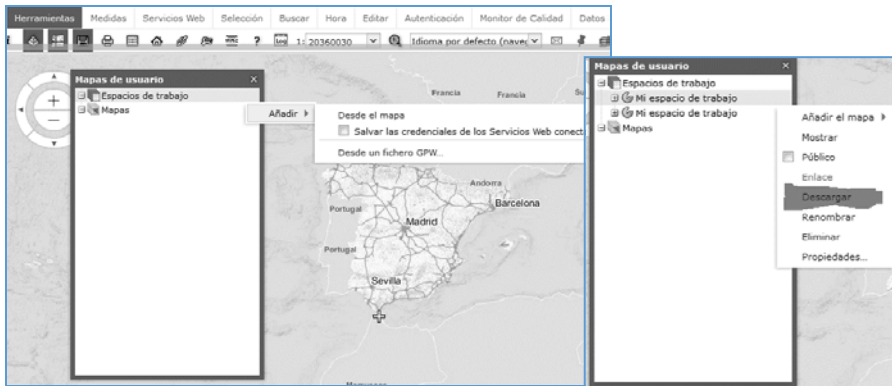 Herramientas Medidas Servicios Web Selección Buscar Hora Editar Autenticación Monitor de Calidad Datos
? Log 1: 20360030 Idioma por defecto (nave
Mapas de usuario ×
Espacios de trabajo
Mapas
Añadir
Desde el mapa
Salvar las credenciales de los Servicios Web conect
Desde un fichero GPW...
Francia Francia
Andorra
Barcelona
Portugal
Madrid
Portugal
Sevilla
Mapas de usuario ×
Espacios de trabajo
Mi espacio de trabajo
Mi espacio de trabajo
Mapas
Añadir el mapa
Mostrar
Público
Enlace
Descargar
Renombrar
Eliminar
Propiedades...